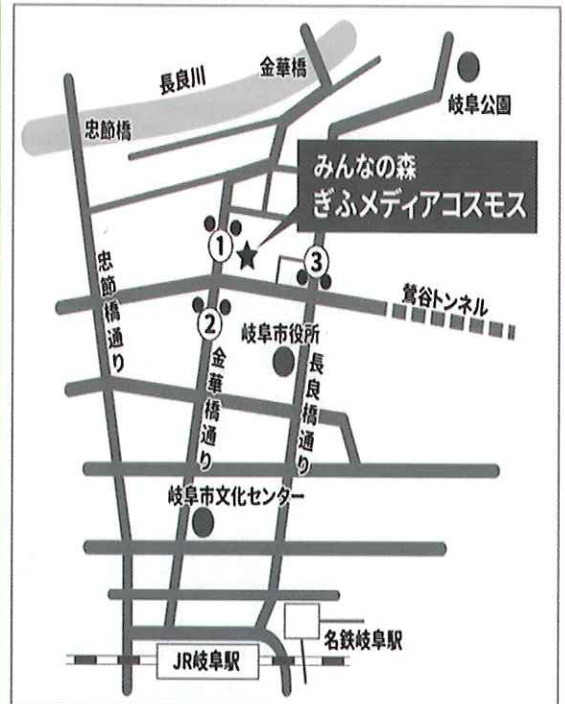 長良川
金華橋
忠節橋
岐阜公園
みんなの森
ぎふメディアコスモス
①
③
忠節橋通り
鶯谷トンネル
②
岐阜市役所
金華橋通り
長良橋通り
岐阜市文化センター
名鉄岐阜駅
JR岐阜駅